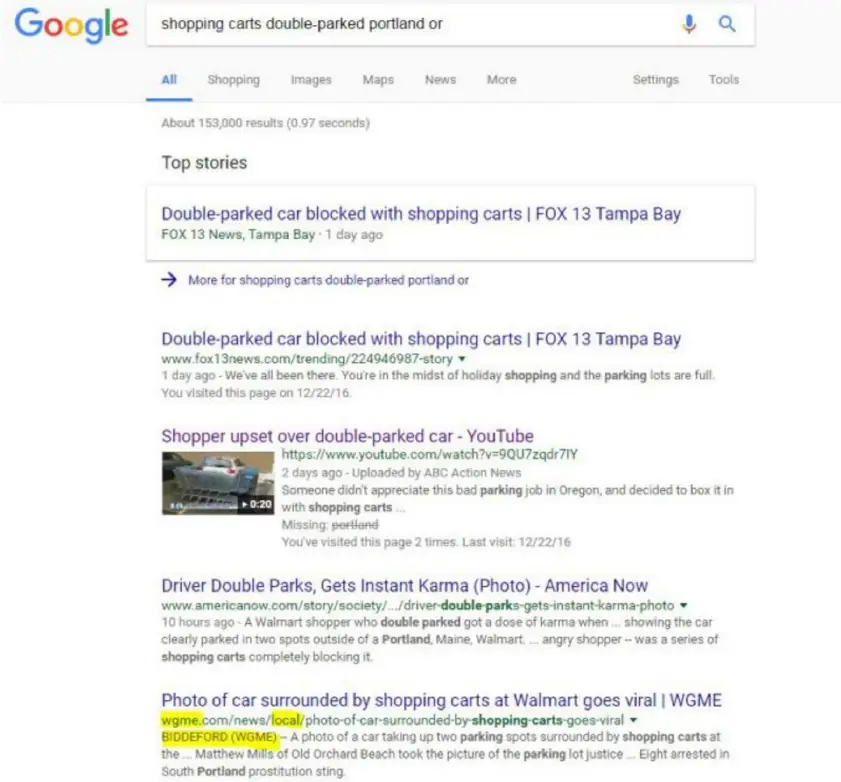 Google
shopping carts double-parked portland or
All Shopping Images Maps News More Settings Tools
About 153,000 results (0.97 seconds)
Top stories
Double-parked car blocked with shopping carts | FOX 13 Tampa Bay
FOX 13 News, Tampa Bay · 1 day ago
→ More for shopping carts double-parked portland or
Double-parked car blocked with shopping carts | FOX 13 Tampa Bay
www.fox13news.com/trending/224946987-story ▼
1 day ago - We've all been there. You're in the midst of holiday shopping and the parking lots are full.
You visited this page on 12/22/16.
Shopper upset over double-parked car - YouTube
https://www.youtube.com/watch?v=9QU7zqdr7IY
2 days ago - Uploaded by ABC Action News
Someone didn't appreciate this bad parking job in Oregon, and decided to box it in
with shopping carts ...
▶ 0:20
Missing: portland
You've visited this page 2 times. Last visit: 12/22/16
Driver Double Parks, Gets Instant Karma (Photo) - America Now
www.americanow.com/story/society/.../driver-double-parks-gets-instant-karma-photo ▼
10 hours ago - A Walmart shopper who double parked got a dose of karma when ... showing the car
clearly parked in two spots outside of a Portland, Maine, Walmart. ... angry shopper -- was a series of
shopping carts completely blocking it.
Photo of car surrounded by shopping carts at Walmart goes viral | WGME
wgme.com/news/local/photo-of-car-surrounded-by-shopping-carts-goes-viral ▼
BIDDEFORD (WGME) -- A photo of a car taking up two parking spots surrounded by shopping carts at
the ... Matthew Mills of Old Orchard Beach took the picture of the parking lot justice ... Eight arrested in
South Portland prostitution sting.